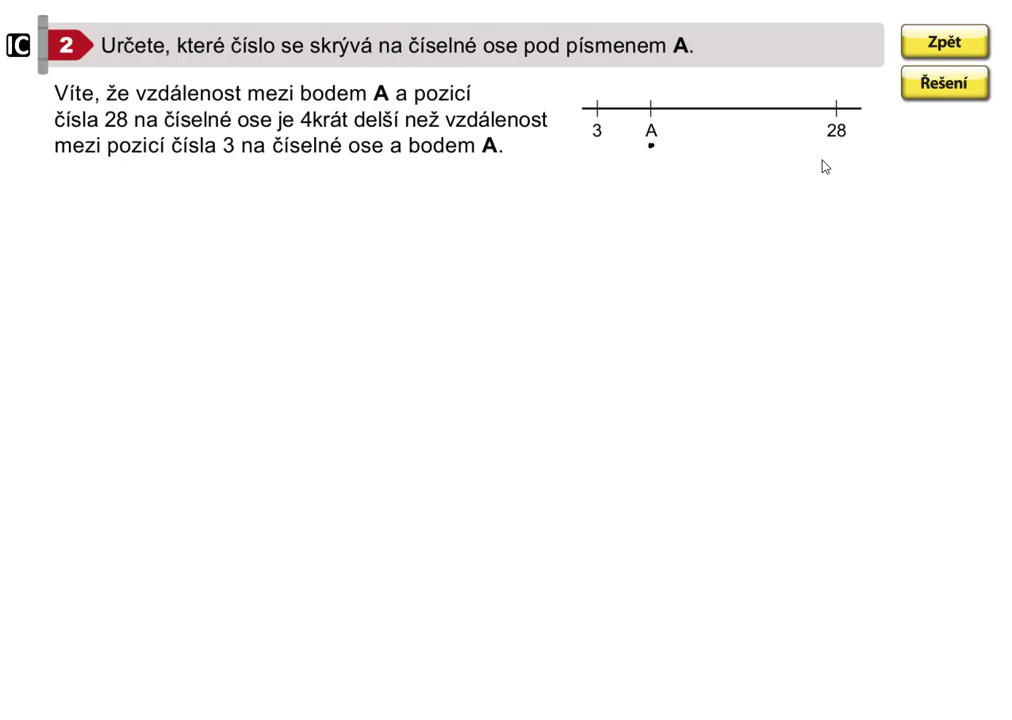 IC
2 Určete, které číslo se skrývá na číselné ose pod písmenem A.
Zpět
Řešení
Víte, že vzdálenost mezi bodem A a pozicí
čísla 28 na číselné ose je 4krát delší než vzdálenost
mezi pozicí čísla 3 na číselné ose a bodem A.
3 A 28